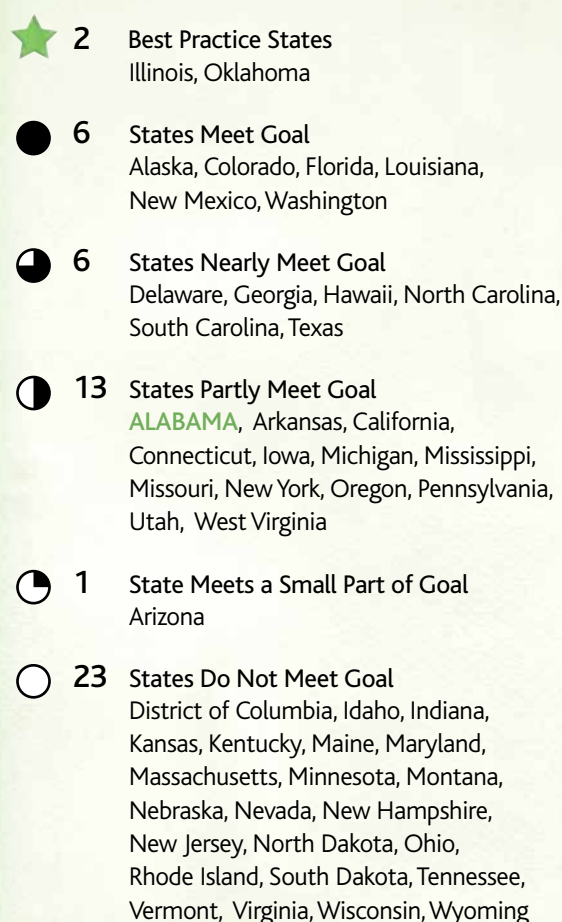 2 Best Practice States
Illinois, Oklahoma
6 States Meet Goal
Alaska, Colorado, Florida, Louisiana,
New Mexico, Washington
6 States Nearly Meet Goal
Delaware, Georgia, Hawaii, North Carolina,
South Carolina, Texas
13 States Partly Meet Goal
ALABAMA, Arkansas, California,
Connecticut, Iowa, Michigan, Mississippi,
Missouri, New York, Oregon, Pennsylvania,
Utah, West Virginia
1 State Meets a Small Part of Goal
Arizona
23 States Do Not Meet Goal
District of Columbia, Idaho, Indiana,
Kansas, Kentucky, Maine, Maryland,
Massachusetts, Minnesota, Montana,
Nebraska, Nevada, New Hampshire,
New Jersey, North Dakota, Ohio,
Rhode Island, South Dakota, Tennessee,
Vermont, Virginia, Wisconsin, Wyoming